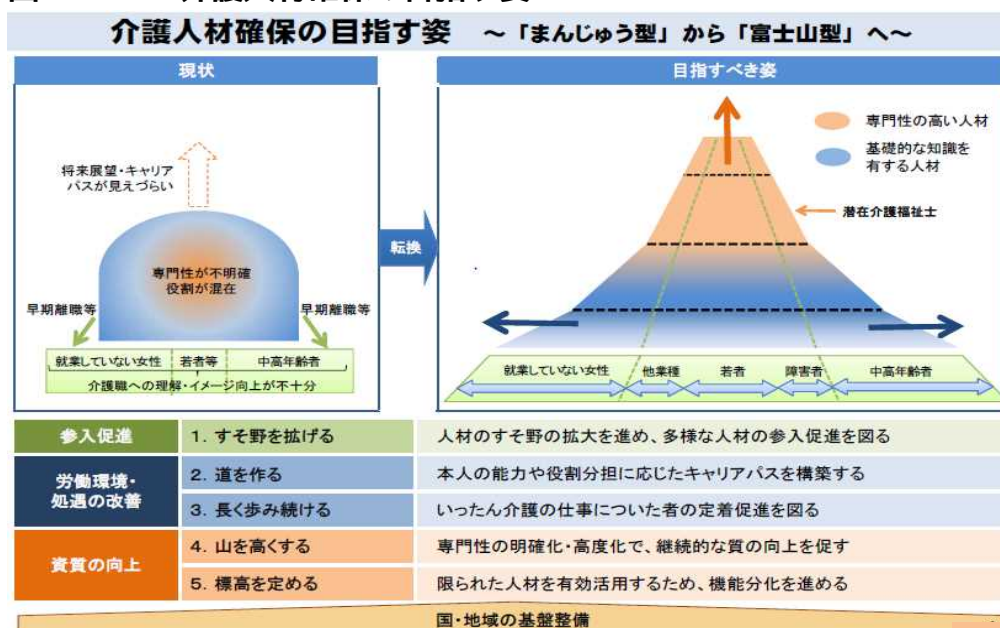 介護人材確保の目指す姿 ～「まんじゅう型」から「富士山型」へ～
現状
将来展望・キャリア
パスが見えづらい
専門性が不明確
役割が混在
早期離職等
早期離職等
就業していない女性
若者等
中高年齢者
介護職への理解・イメージ向上が不十分
転換
目指すべき姿
専門性の高い人材
基礎的な知識を
有する人材
潜在介護福祉士
就業していない女性
他業種
若者
障害者
中高年齢者
参入促進
1．すそ野を拡げる
人材のすそ野の拡大を進め、多様な人材の参入促進を図る
労働環境・
処遇の改善
2．道を作る
本人の能力や役割分担に応じたキャリアパスを構築する
3．長く歩み続ける
いったん介護の仕事についた者の定着促進を図る
資質の向上
4．山を高くする
専門性の明確化・高度化で、継続的な質の向上を促す
5．標高を定める
限られた人材を有効活用するため、機能分化を進める
国・地域の基盤整備